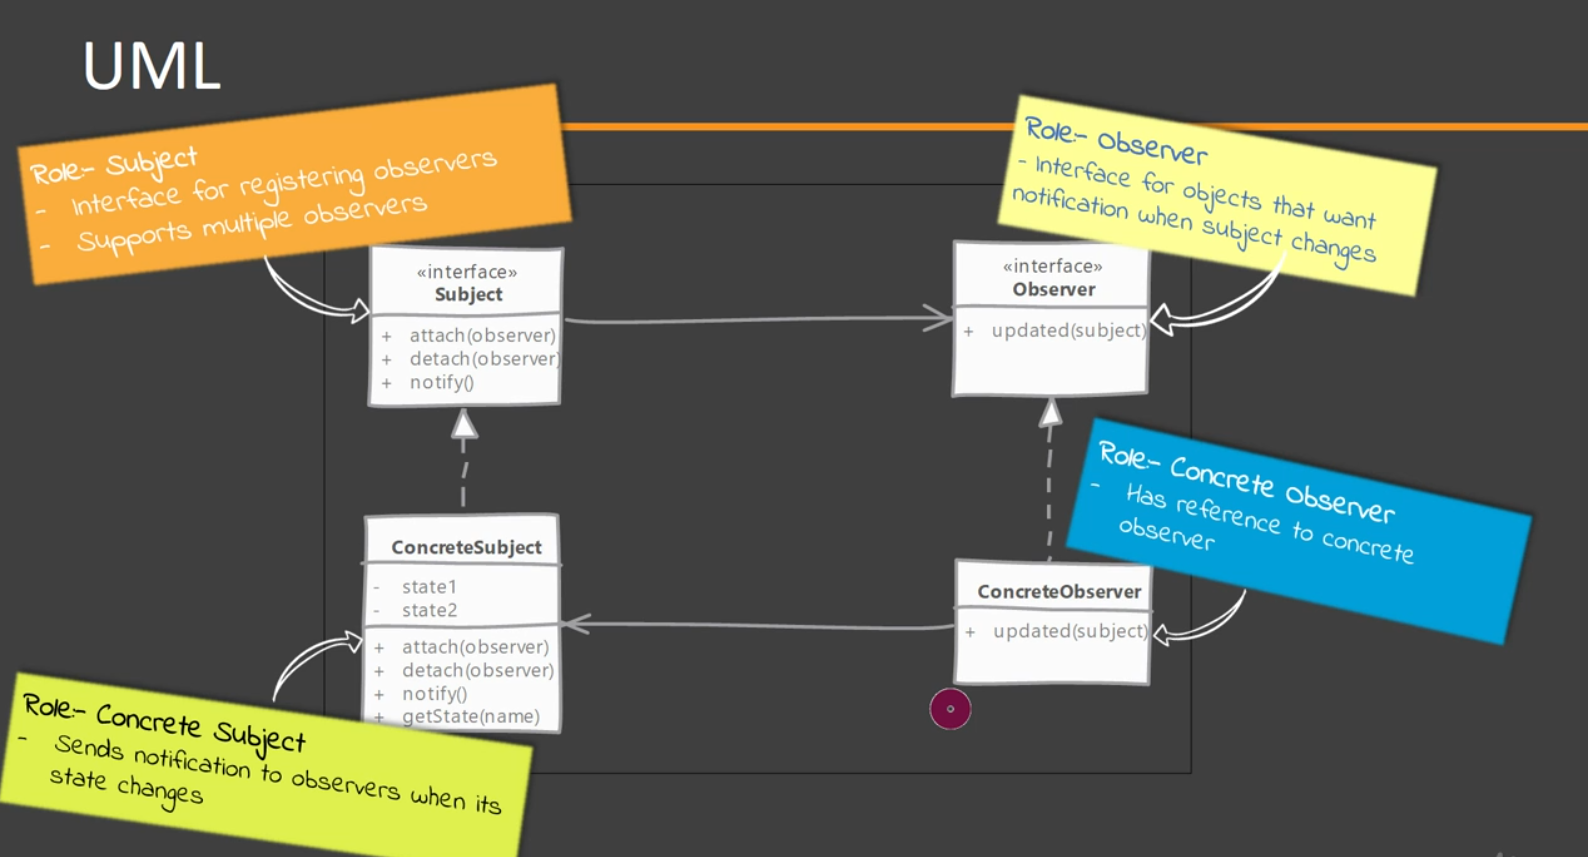 UML
Role:- Subject
- Interface for registering observers
- Supports multiple observers
Role:- Observer
- Interface for objects that want
notification when subject changes
«interface»
Subject
+ attach(observer)
+ detach(observer)
+ notify()
«interface»
Observer
+ updated(subject)
Role:- Concrete Observer
- Has reference to concrete
observer
ConcreteSubject
- state1
- state2
+ attach(observer)
+ detach(observer)
+ notify()
+ getState(name)
ConcreteObserver
+ updated(subject)
Role:- Concrete Subject
- Sends notification to observers when its
state changes